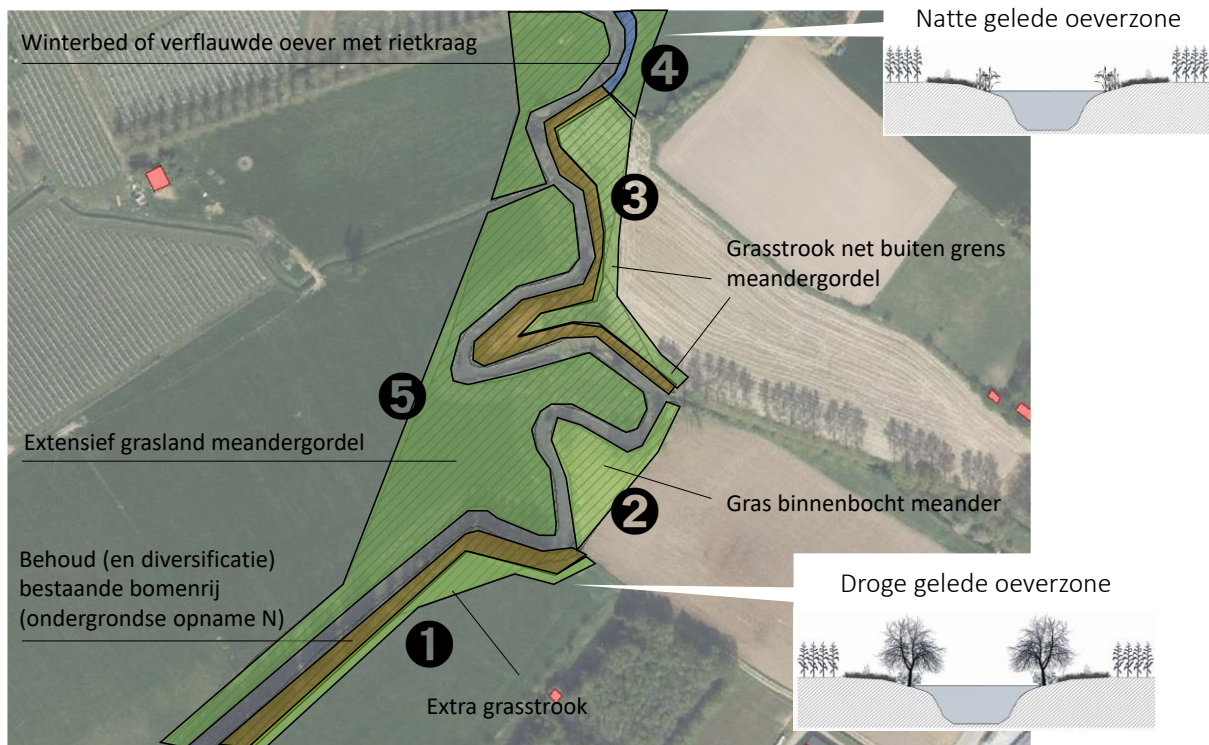 Natte gelede oeverzone
Winterbed of verflauwde oever met rietkraag
4
3
Grasstrook net buiten grens
meandergordel
5
Extensief grasland meandergordel
Gras binnenbocht meander
2
Behoud (en diversificatie)
bestaande bomenrij
(ondergrondse opname N)
Droge gelede oeverzone
1
Extra grasstrook